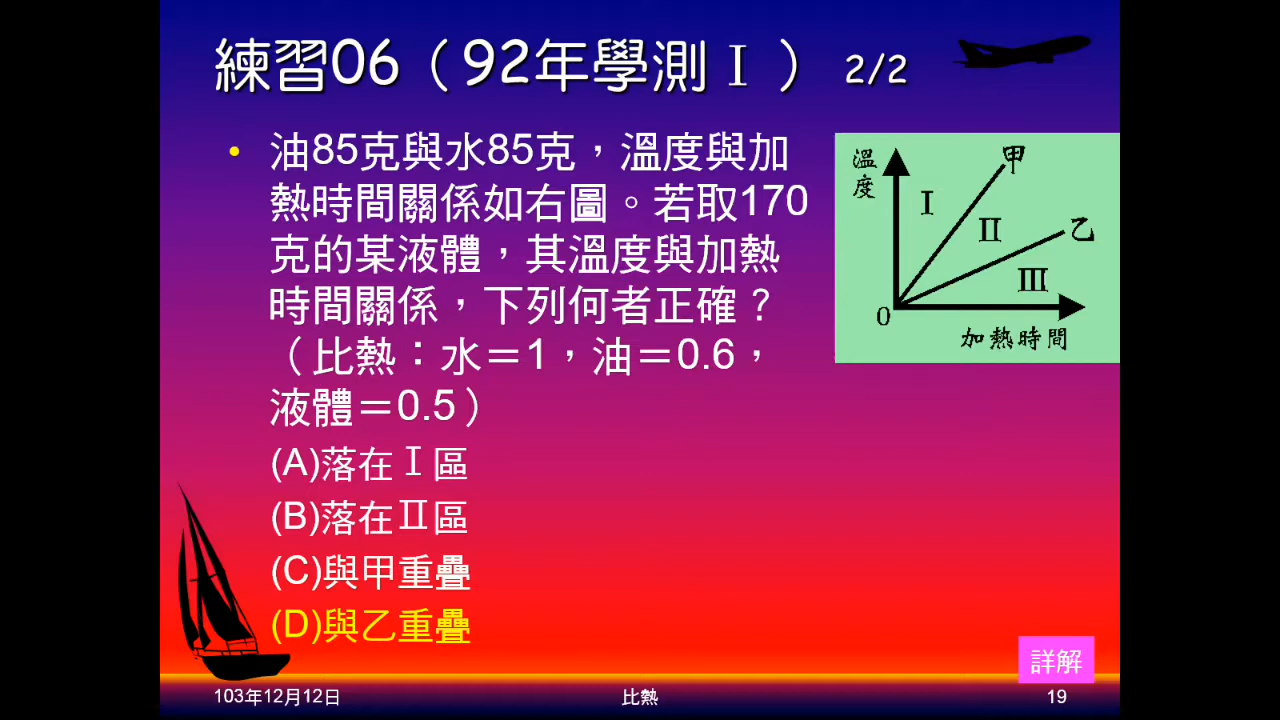 練習06（92年學測Ⅰ） 2/2
• 油85克與水85克，溫度與加
熱時間關係如右圖。若取170
克的某液體，其溫度與加熱
時間關係，下列何者正確？
（比熱：水＝1，油＝0.6，
液體＝0.5）
(A)落在Ⅰ區
(B)落在Ⅱ區
(C)與甲重疊
(D)與乙重疊
溫度
甲
Ⅰ
Ⅱ
乙
Ⅲ
0
加熱時間
詳解
103年12月12日
比熱
19